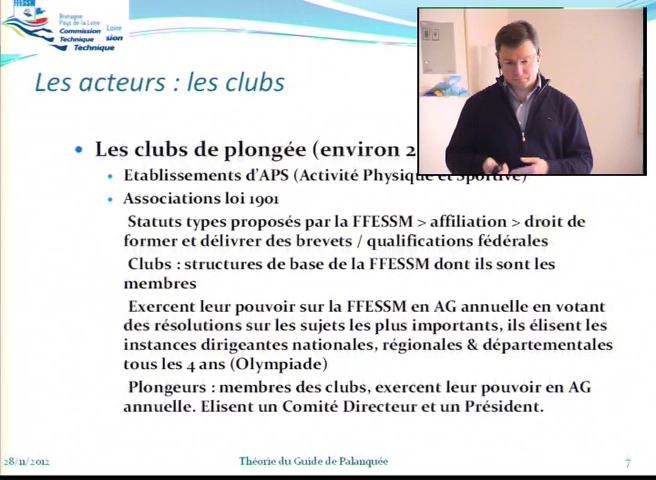 FFESSM
Bretagne
Pays de la Loire
Commission
Technique
Loire
sion
Technique
Les acteurs : les clubs
• Les clubs de plongée (environ 2
• Etablissements d'APS (Activité Physique et Sportive)
• Associations loi 1901
Statuts types proposés par la FFESSM > affiliation > droit de
former et délivrer des brevets / qualifications fédérales
Clubs : structures de base de la FFESSM dont ils sont les
membres
Exercent leur pouvoir sur la FFESSM en AG annuelle en votant
des résolutions sur les sujets les plus importants, ils élisent les
instances dirigeantes nationales, régionales & départementales
tous les 4 ans (Olympiade)
Plongeurs : membres des clubs, exercent leur pouvoir en AG
annuelle. Elisent un Comité Directeur et un Président.
28/11/2012
Théorie du Guide de Palanquée
7